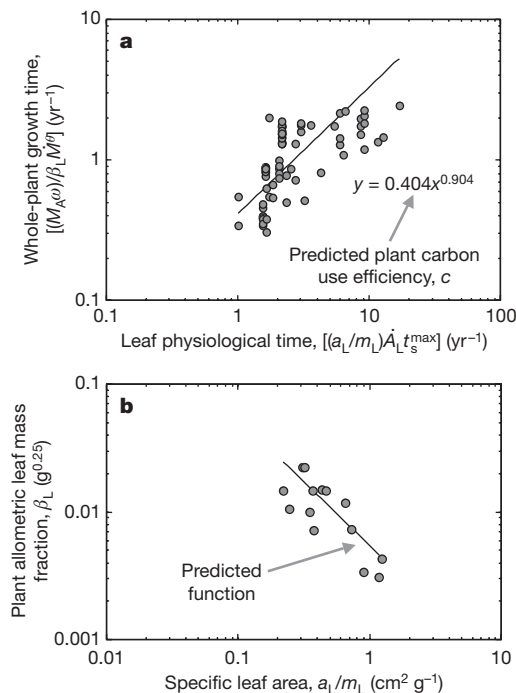 a
10
1
0.1
Whole-plant growth time,
[(M_Aω)/β_L Ṁ^θ] (yr⁻¹)
y = 0.404x^0.904
Predicted plant carbon
use efficiency, c
0.1
1
10
100
Leaf physiological time, [(a_L/m_L)Ȧ_L t_s^max] (yr⁻¹)
b
0.1
0.01
0.001
Plant allometric leaf mass
fraction, β_L (g^0.25)
Predicted
function
0.01
0.1
1
10
Specific leaf area, a_L/m_L (cm² g⁻¹)